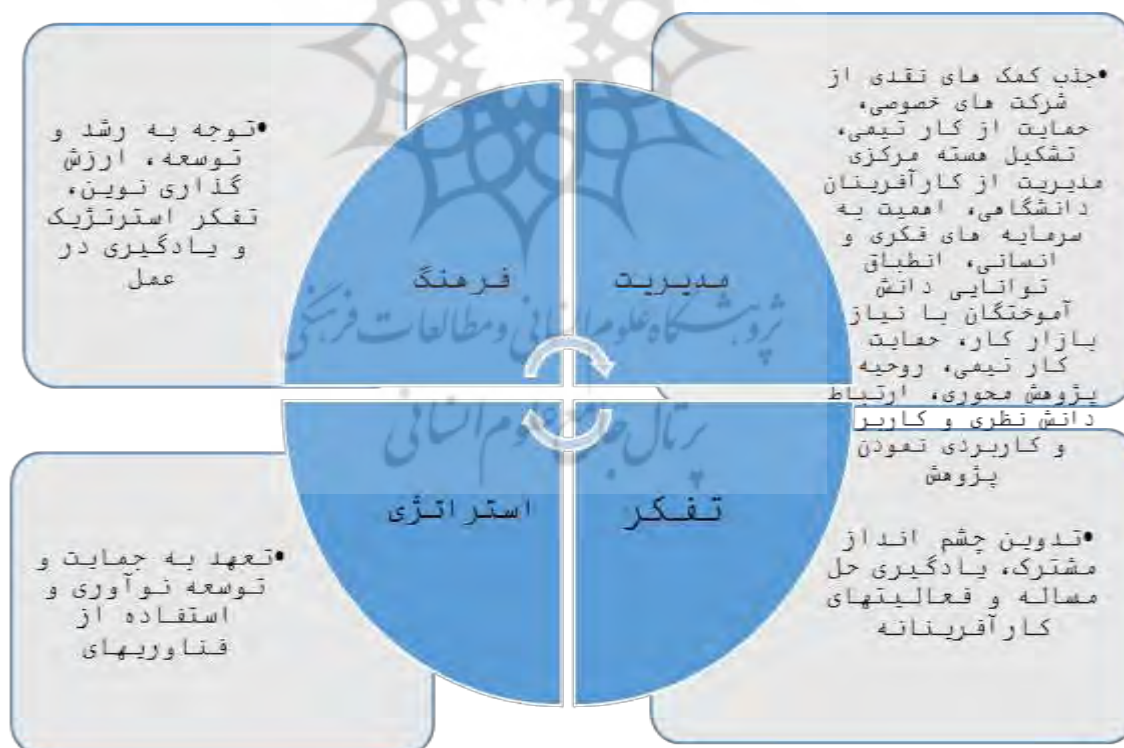 •جذب کمک های نقدی از
شرکت های خصوصی،
حمایت از کار تیمی،
تشکیل هسته مرکزی
مدیریت از کارآفرینان
دانشگاهی، اهمیت به
سرمایه های فکری و
انسانی، انطباق
توانایی دانش
آموختگان با نیاز
بازار کار، حمایت
کار تیمی، روحیه
پژوهش محوری، ارتباط
دانش نظری و کاربر
و کاربردی نمودن
پژوهش
مدیریت
فرهنگ
•توجه به رشد و
توسعه، ارزش
گذاری نوین،
تفکر استرتژیک
و یادگیری در
عمل
پژوهشگاه علوم انسانی و مطالعات فرهنگی
پرتال جامع علوم انسانی
تفکر
استراتژی
•تدوین چشم انداز
مشترک، یادگیری حل
مساله و فعالیتهای
کارآفرینانه
•تعهد به جمایت و
توسعه نوآوری و
استفاده از
فناوریهای